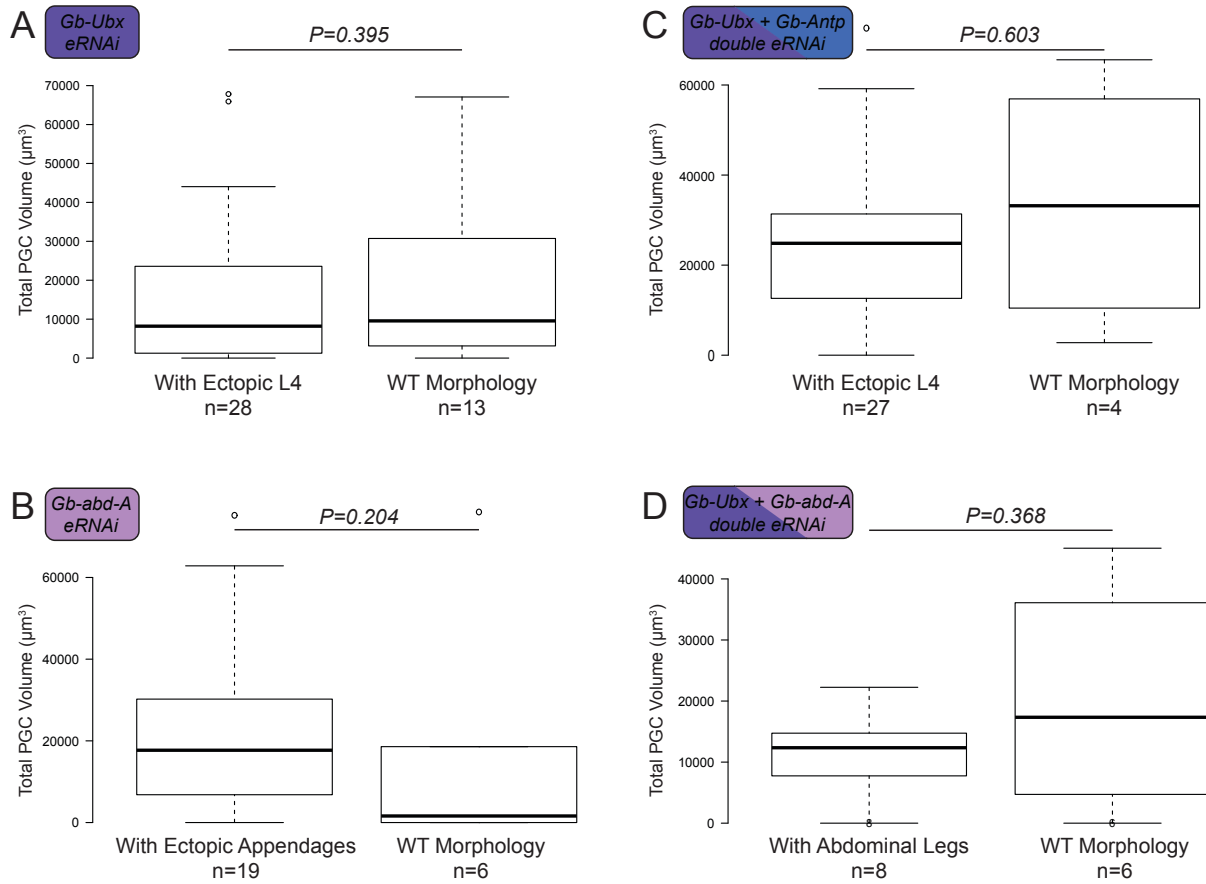 A
Gb-Ubx
eRNAi
P=0.395
Total PGC Volume (µm³)
70000
60000
50000
40000
30000
20000
10000
0
With Ectopic L4
n=28
WT Morphology
n=13
C
Gb-Ubx + Gb-Antp
double eRNAi
P=0.603
Total PGC Volume (µm³)
60000
40000
20000
0
With Ectopic L4
n=27
WT Morphology
n=4
B
Gb-abd-A
eRNAi
P=0.204
Total PGC Volume (µm³)
60000
40000
20000
0
With Ectopic Appendages
n=19
WT Morphology
n=6
D
Gb-Ubx + Gb-abd-A
double eRNAi
P=0.368
Total PGC Volume (µm³)
40000
30000
20000
10000
0
With Abdominal Legs
n=8
WT Morphology
n=6